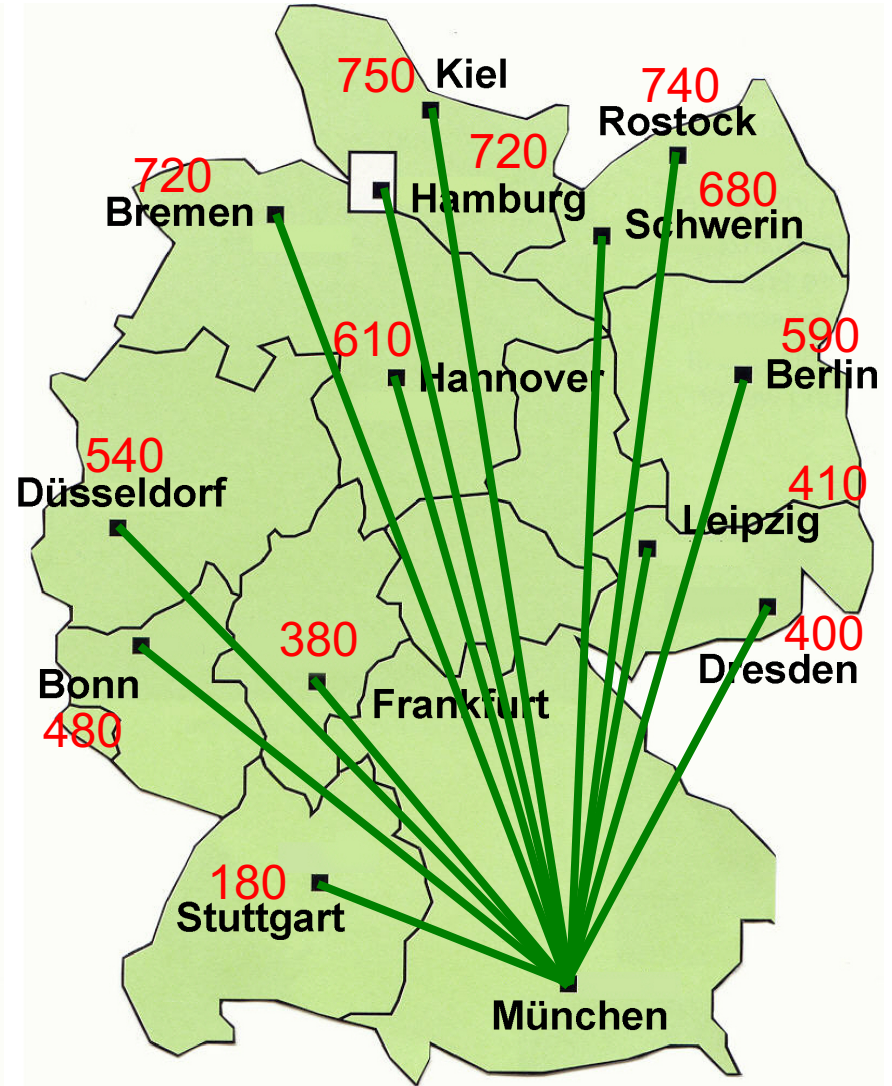 750 Kiel
740
Rostock
720
Hamburg
720
Bremen
680
Schwerin
610
Hannover
590
Berlin
540
Düsseldorf
410
Leipzig
400
Dresden
380
Frankfurt
Bonn
480
180
Stuttgart
München